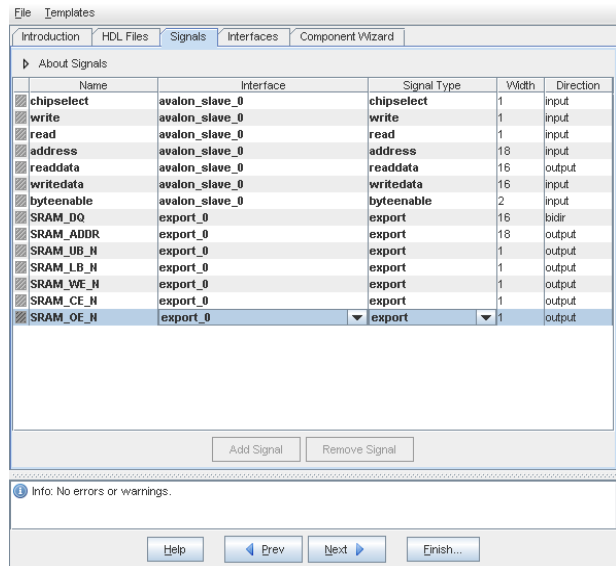 File Templates
Introduction HDL Files Signals Interfaces Component Wizard
About Signals
Name Interface Signal Type Width Direction
chipselect avalon_slave_0 chipselect 1 input
write avalon_slave_0 write 1 input
read avalon_slave_0 read 1 input
address avalon_slave_0 address 18 input
readdata avalon_slave_0 readdata 16 output
writedata avalon_slave_0 writedata 16 input
byteenable avalon_slave_0 byteenable 2 input
SRAM_DQ export_0 export 16 bidir
SRAM_ADDR export_0 export 18 output
SRAM_UB_N export_0 export 1 output
SRAM_LB_N export_0 export 1 output
SRAM_WE_N export_0 export 1 output
SRAM_CE_N export_0 export 1 output
SRAM_OE_N export_0 export 1 output
Add Signal Remove Signal
Info: No errors or warnings.
Help Prev Next Finish...